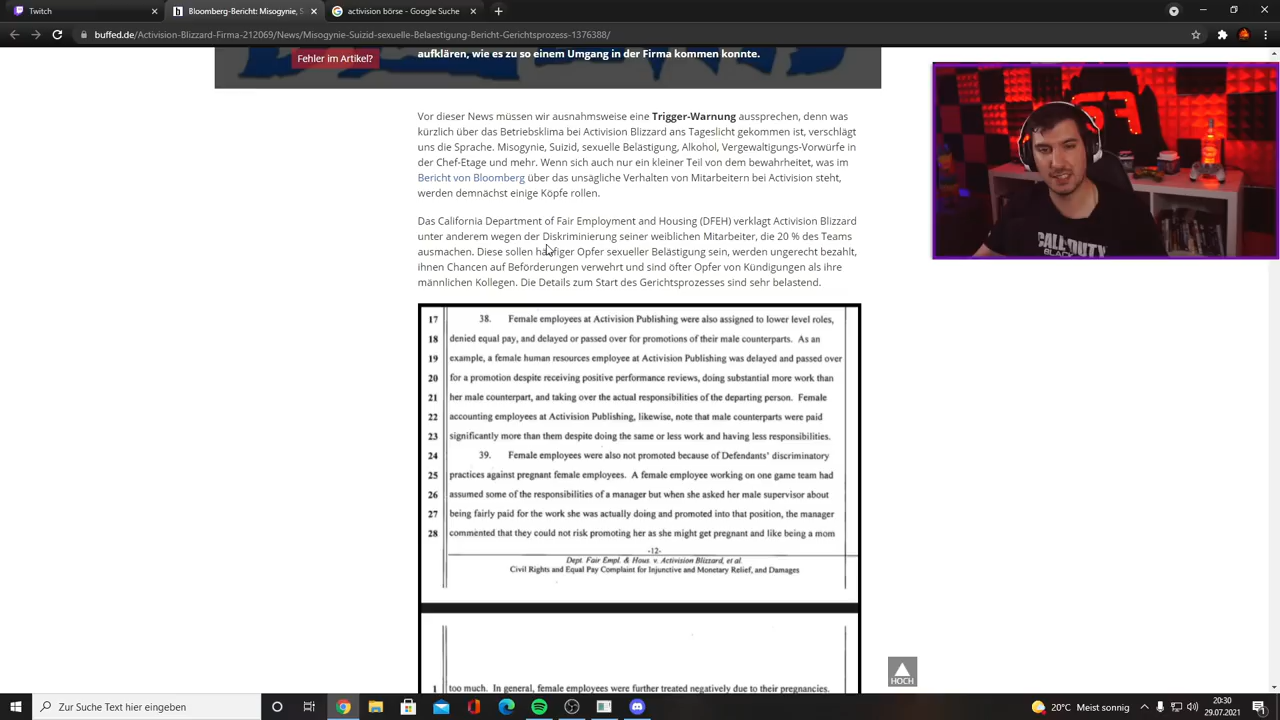 Twitch
Bloomberg-Bericht: Misogynie, S
activision börse - Google Suche
buffed.de/Activision-Blizzard-Firma-212069/News/Misogynie-Suizid-sexuelle-Belaestigung-Bericht-Gerichtsprozess-1376388/
Fehler im Artikel?
aufklären, wie es zu so einem Umgang in der Firma kommen konnte.
Vor dieser News müssen wir ausnahmsweise eine Trigger-Warnung aussprechen, denn was
kürzlich über das Betriebsklima bei Activision Blizzard ans Tageslicht gekommen ist, verschlägt
uns die Sprache. Misogynie, Suizid, sexuelle Belästigung, Alkohol, Vergewaltigungs-Vorwürfe in
der Chef-Etage und mehr. Wenn sich auch nur ein kleiner Teil von dem bewahrheitet, was im
Bericht von Bloomberg über das unsägliche Verhalten von Mitarbeitern bei Activision steht,
werden demnächst einige Köpfe rollen.
Das California Department of Fair Employment and Housing (DFEH) verklagt Activision Blizzard
unter anderem wegen der Diskriminierung seiner weiblichen Mitarbeiter, die 20 % des Teams
ausmachen. Diese sollen häufiger Opfer sexueller Belästigung sein, werden ungerecht bezahlt,
ihnen Chancen auf Beförderungen verwehrt und sind öfter Opfer von Kündigungen als ihre
männlichen Kollegen. Die Details zum Start des Gerichtsprozesses sind sehr belastend.
17 38. Female employees at Activision Publishing were also assigned to lower level roles,
18 denied equal pay, and delayed or passed over for promotions of their male counterparts. As an
19 example, a female human resources employee at Activision Publishing was delayed and passed over
20 for a promotion despite receiving positive performance reviews, doing substantial more work than
21 her male counterpart, and taking over the actual responsibilities of the departing person. Female
22 accounting employees at Activision Publishing, likewise, note that male counterparts were paid
23 significantly more than them despite doing the same or less work and having less responsibilities.
24 39. Female employees were also not promoted because of Defendants' discriminatory
25 practices against pregnant female employees. A female employee working on one game team had
26 assumed some of the responsibilities of a manager but when she asked her male supervisor about
27 being fairly paid for the work she was actually doing and promoted into that position, the manager
28 commented that they could not risk promoting her as she might get pregnant and like being a mom
-12-
Dept. Fair Empl. & Hous. v. Activision Blizzard, et al.
Civil Rights and Equal Pay Complaint for Injunctive and Monetary Relief, and Damages
1 too much. In general, female employees were further treated negatively due to their pregnancies.
HOCH
CALL OF DUTY
BLACK
Zur Suche Text hier eingeben
20°C Meist sonnig
20:30
29.07.2021